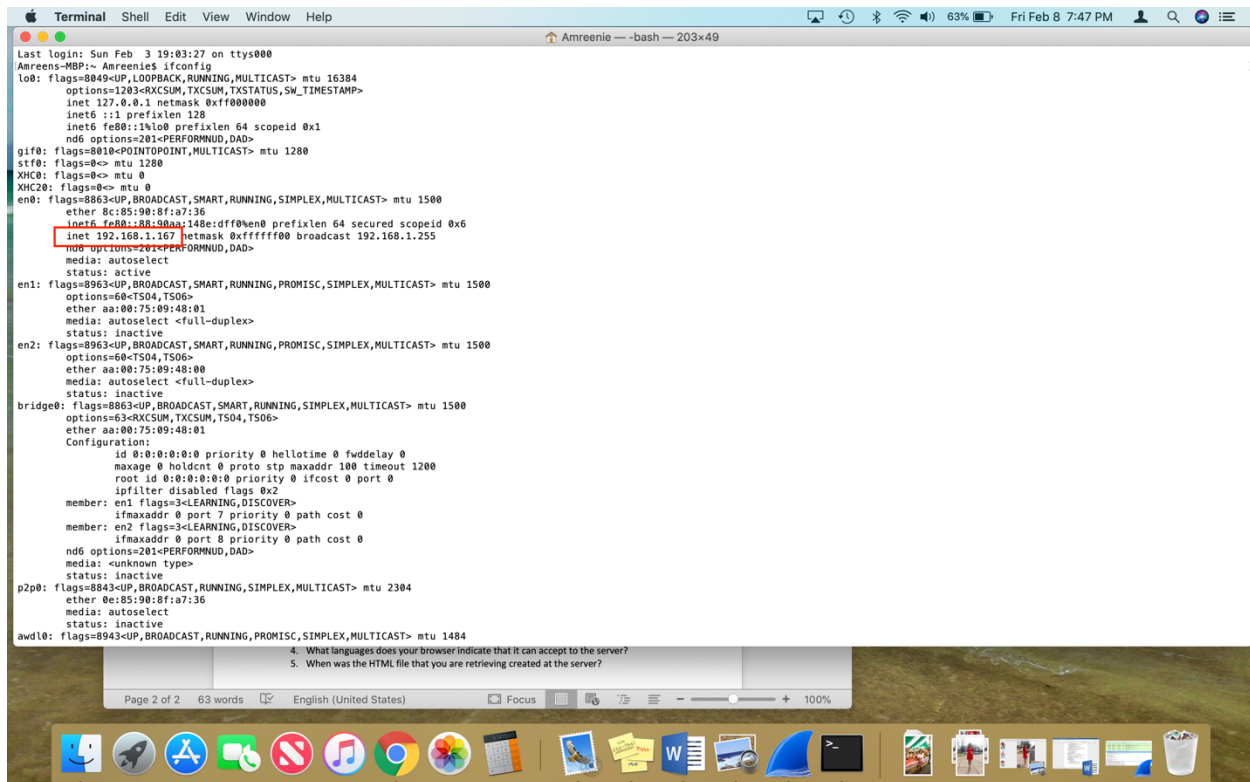 Terminal Shell Edit View Window Help 63% Fri Feb 8 7:47 PM
Amreenie — -bash — 203×49
Last login: Sun Feb  3 19:03:27 on ttys000
[Amreens-MBP:~ Amreenie$ ifconfig
lo0: flags=8049<UP,LOOPBACK,RUNNING,MULTICAST> mtu 16384
options=1203<RXCSUM,TXCSUM,TXSTATUS,SW_TIMESTAMP>
inet 127.0.0.1 netmask 0xff000000
inet6 ::1 prefixlen 128
inet6 fe80::1%lo0 prefixlen 64 scopeid 0x1
nd6 options=201<PERFORMNUD,DAD>
gif0: flags=8010<POINTOPOINT,MULTICAST> mtu 1280
stf0: flags=0<> mtu 1280
XHC0: flags=0<> mtu 0
XHC20: flags=0<> mtu 0
en0: flags=8863<UP,BROADCAST,SMART,RUNNING,SIMPLEX,MULTICAST> mtu 1500
ether 8c:85:90:8f:a7:36
inet6 fe80::88:90aa:148e:dff0%en0 prefixlen 64 secured scopeid 0x6
inet 192.168.1.167 netmask 0xffffff00 broadcast 192.168.1.255
nd6 options=201<PERFORMNUD,DAD>
media: autoselect
status: active
en1: flags=8963<UP,BROADCAST,SMART,RUNNING,PROMISC,SIMPLEX,MULTICAST> mtu 1500
options=60<TSO4,TSO6>
ether aa:00:75:09:48:01
media: autoselect <full-duplex>
status: inactive
en2: flags=8963<UP,BROADCAST,SMART,RUNNING,PROMISC,SIMPLEX,MULTICAST> mtu 1500
options=60<TSO4,TSO6>
ether aa:00:75:09:48:00
media: autoselect <full-duplex>
status: inactive
bridge0: flags=8863<UP,BROADCAST,SMART,RUNNING,SIMPLEX,MULTICAST> mtu 1500
options=63<RXCSUM,TXCSUM,TSO4,TSO6>
ether aa:00:75:09:48:01
Configuration:
id 0:0:0:0:0:0 priority 0 hellotime 0 fwddelay 0
maxage 0 holdcnt 0 proto stp maxaddr 100 timeout 1200
root id 0:0:0:0:0:0 priority 0 ifcost 0 port 0
ipfilter disabled flags 0x2
member: en1 flags=3<LEARNING,DISCOVER>
ifmaxaddr 0 port 7 priority 0 path cost 0
member: en2 flags=3<LEARNING,DISCOVER>
ifmaxaddr 0 port 8 priority 0 path cost 0
nd6 options=201<PERFORMNUD,DAD>
media: <unknown type>
status: inactive
p2p0: flags=8843<UP,BROADCAST,RUNNING,SIMPLEX,MULTICAST> mtu 2304
ether 0e:85:90:8f:a7:36
media: autoselect
status: inactive
awdl0: flags=8943<UP,BROADCAST,RUNNING,PROMISC,SIMPLEX,MULTICAST> mtu 1484
4. What languages does your browser indicate that it can accept to the server?
5. When was the HTML file that you are retrieving created at the server?
Page 2 of 2 63 words English (United States) Focus 100%